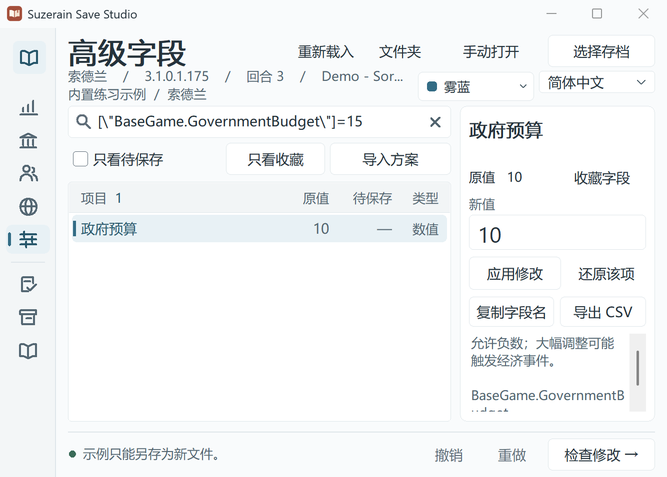 Suzerain Save Studio
高级字段
重新载入 文件夹 手动打开 选择存档
索德兰 / 3.1.0.1.175 / 回合 3 / Demo - Sor...
内置练习示例 / 索德兰
雾蓝
简体中文
[\"BaseGame.GovernmentBudget\"]=15
只看待保存
只看收藏
导入方案
项目 1 原值 待保存 类型
政府预算 10 — 数值
政府预算
原值 10 收藏字段
新值
10
应用修改 还原该项
复制字段名 导出 CSV
允许负数；大幅调整可能
触发经济事件。
BaseGame.GovernmentB
udget
示例只能另存为新文件。
撤销 重做 检查修改 →